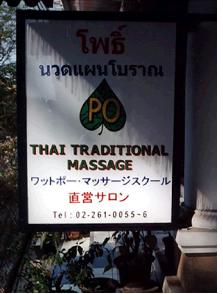 โพธิ์
นวดแผนโบราณ
PO
THAI TRADITIONAL
MASSAGE
ワットポー・マッサージスクール
直営サロン
Tel:02-261-0055~6